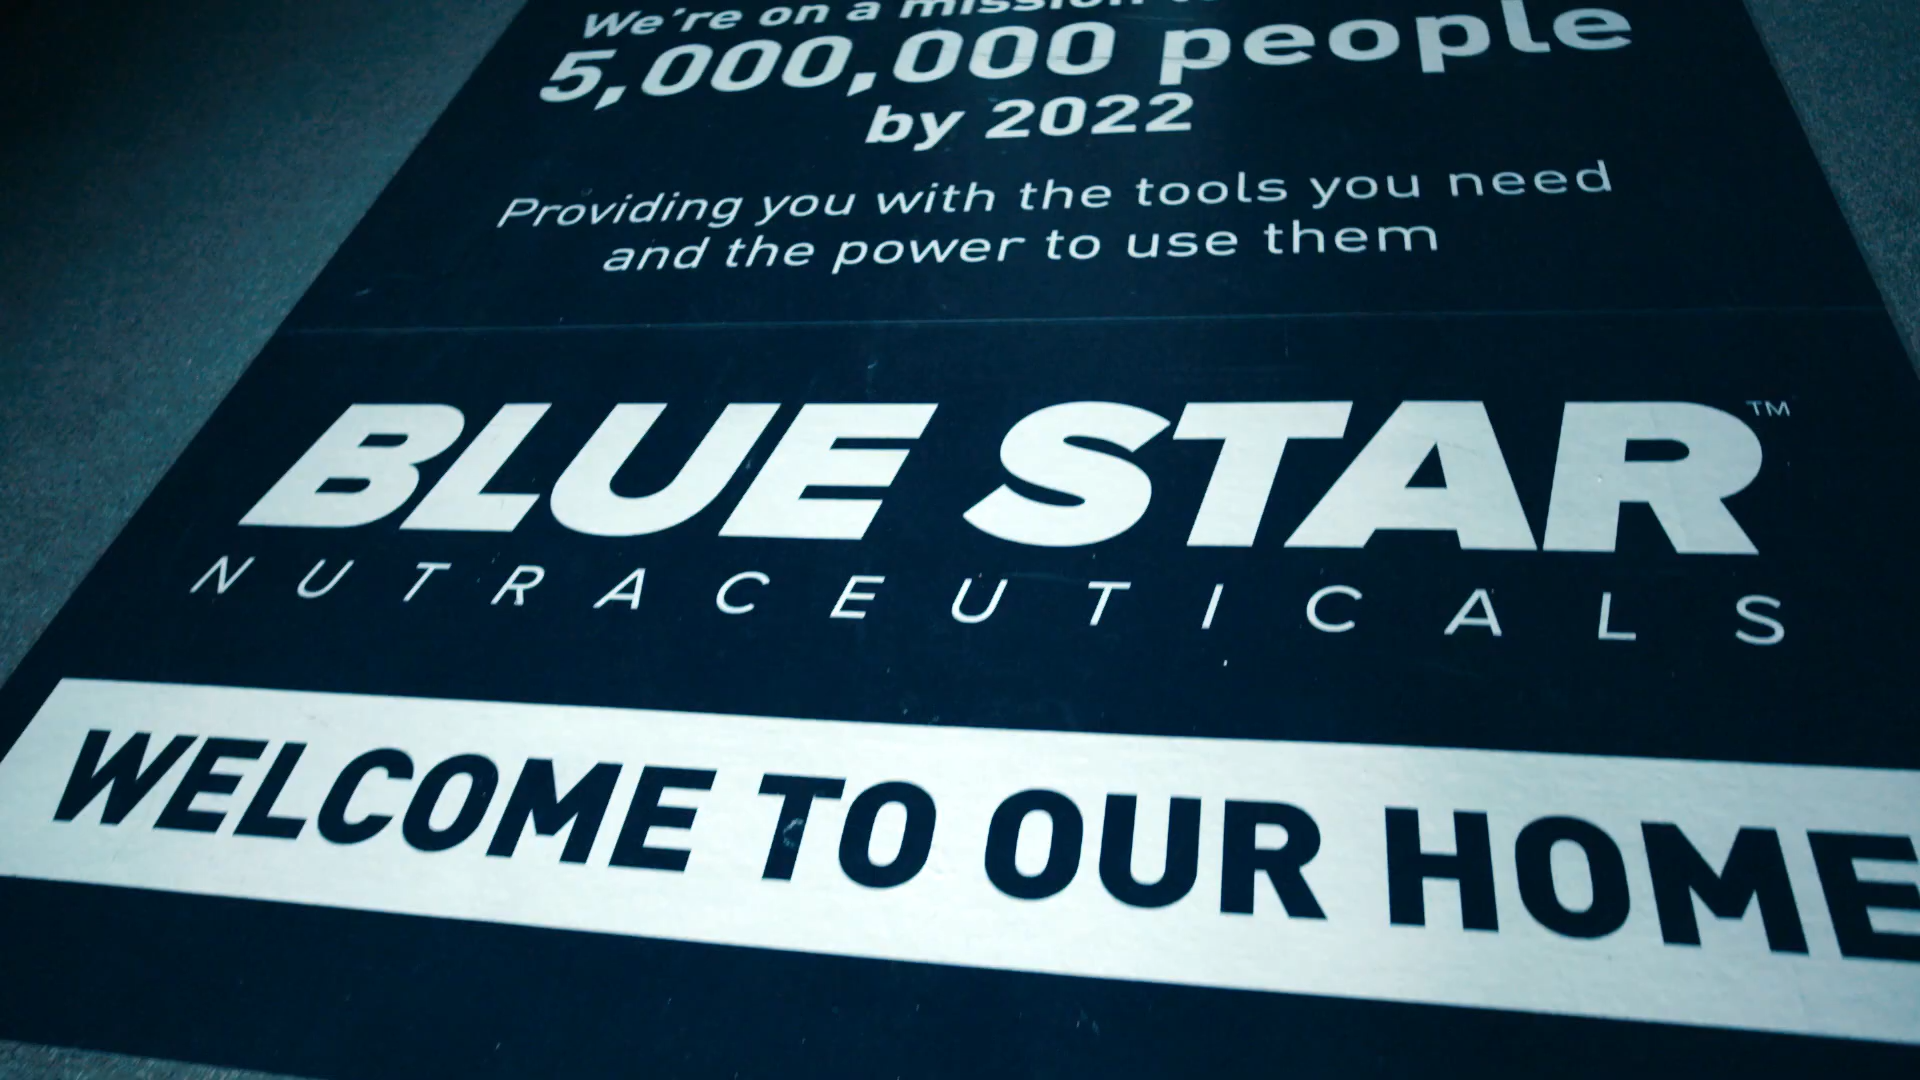 We're on a mission
5,000,000 people
by 2022
Providing you with the tools you need
and the power to use them
BLUE STAR™
NUTRACEUTICALS
WELCOME TO OUR HOME